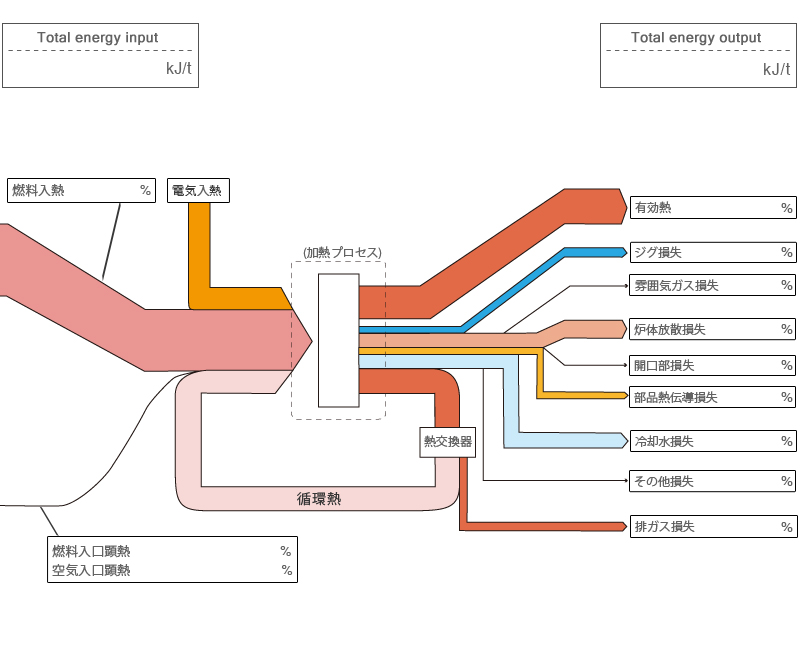 Total energy input
kJ/t
Total energy output
kJ/t
燃料入熱 %
電気入熱
(加熱プロセス)
有効熱 %
ジグ損失 %
雰囲気ガス損失 %
炉体放散損失 %
開口部損失 %
部品熱伝導損失 %
熱交換器
冷却水損失 %
その他損失 %
循環熱
排ガス損失 %
燃料入口顕熱 %
空気入口顕熱 %